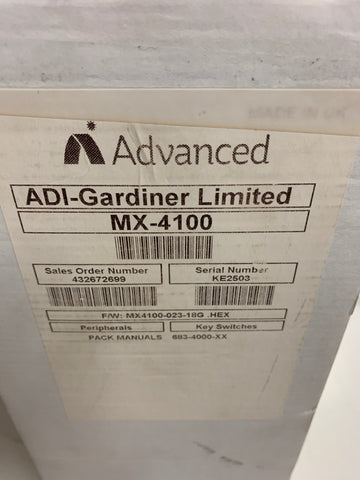 MADE IN UK
Advanced
ADI-Gardiner Limited
MX-4100
Sales Order Number
432672699
Serial Number
KE2503
F/W: MX4100-023-18G .HEX
Peripherals
Key Switches
PACK MANUALS 683-4000-XX